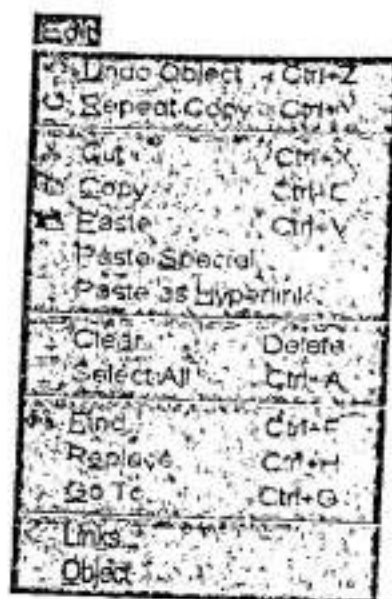 Edit
Undo Object Ctrl+Z
Repeat Copy Ctrl+Y
Cut Ctrl+X
Copy Ctrl+C
Paste Ctrl+V
Paste Special...
Paste as Hyperlink
Clear Delete
Select All Ctrl+A
Find... Ctrl+F
Replace... Ctrl+H
Go To... Ctrl+G
Links...
Object